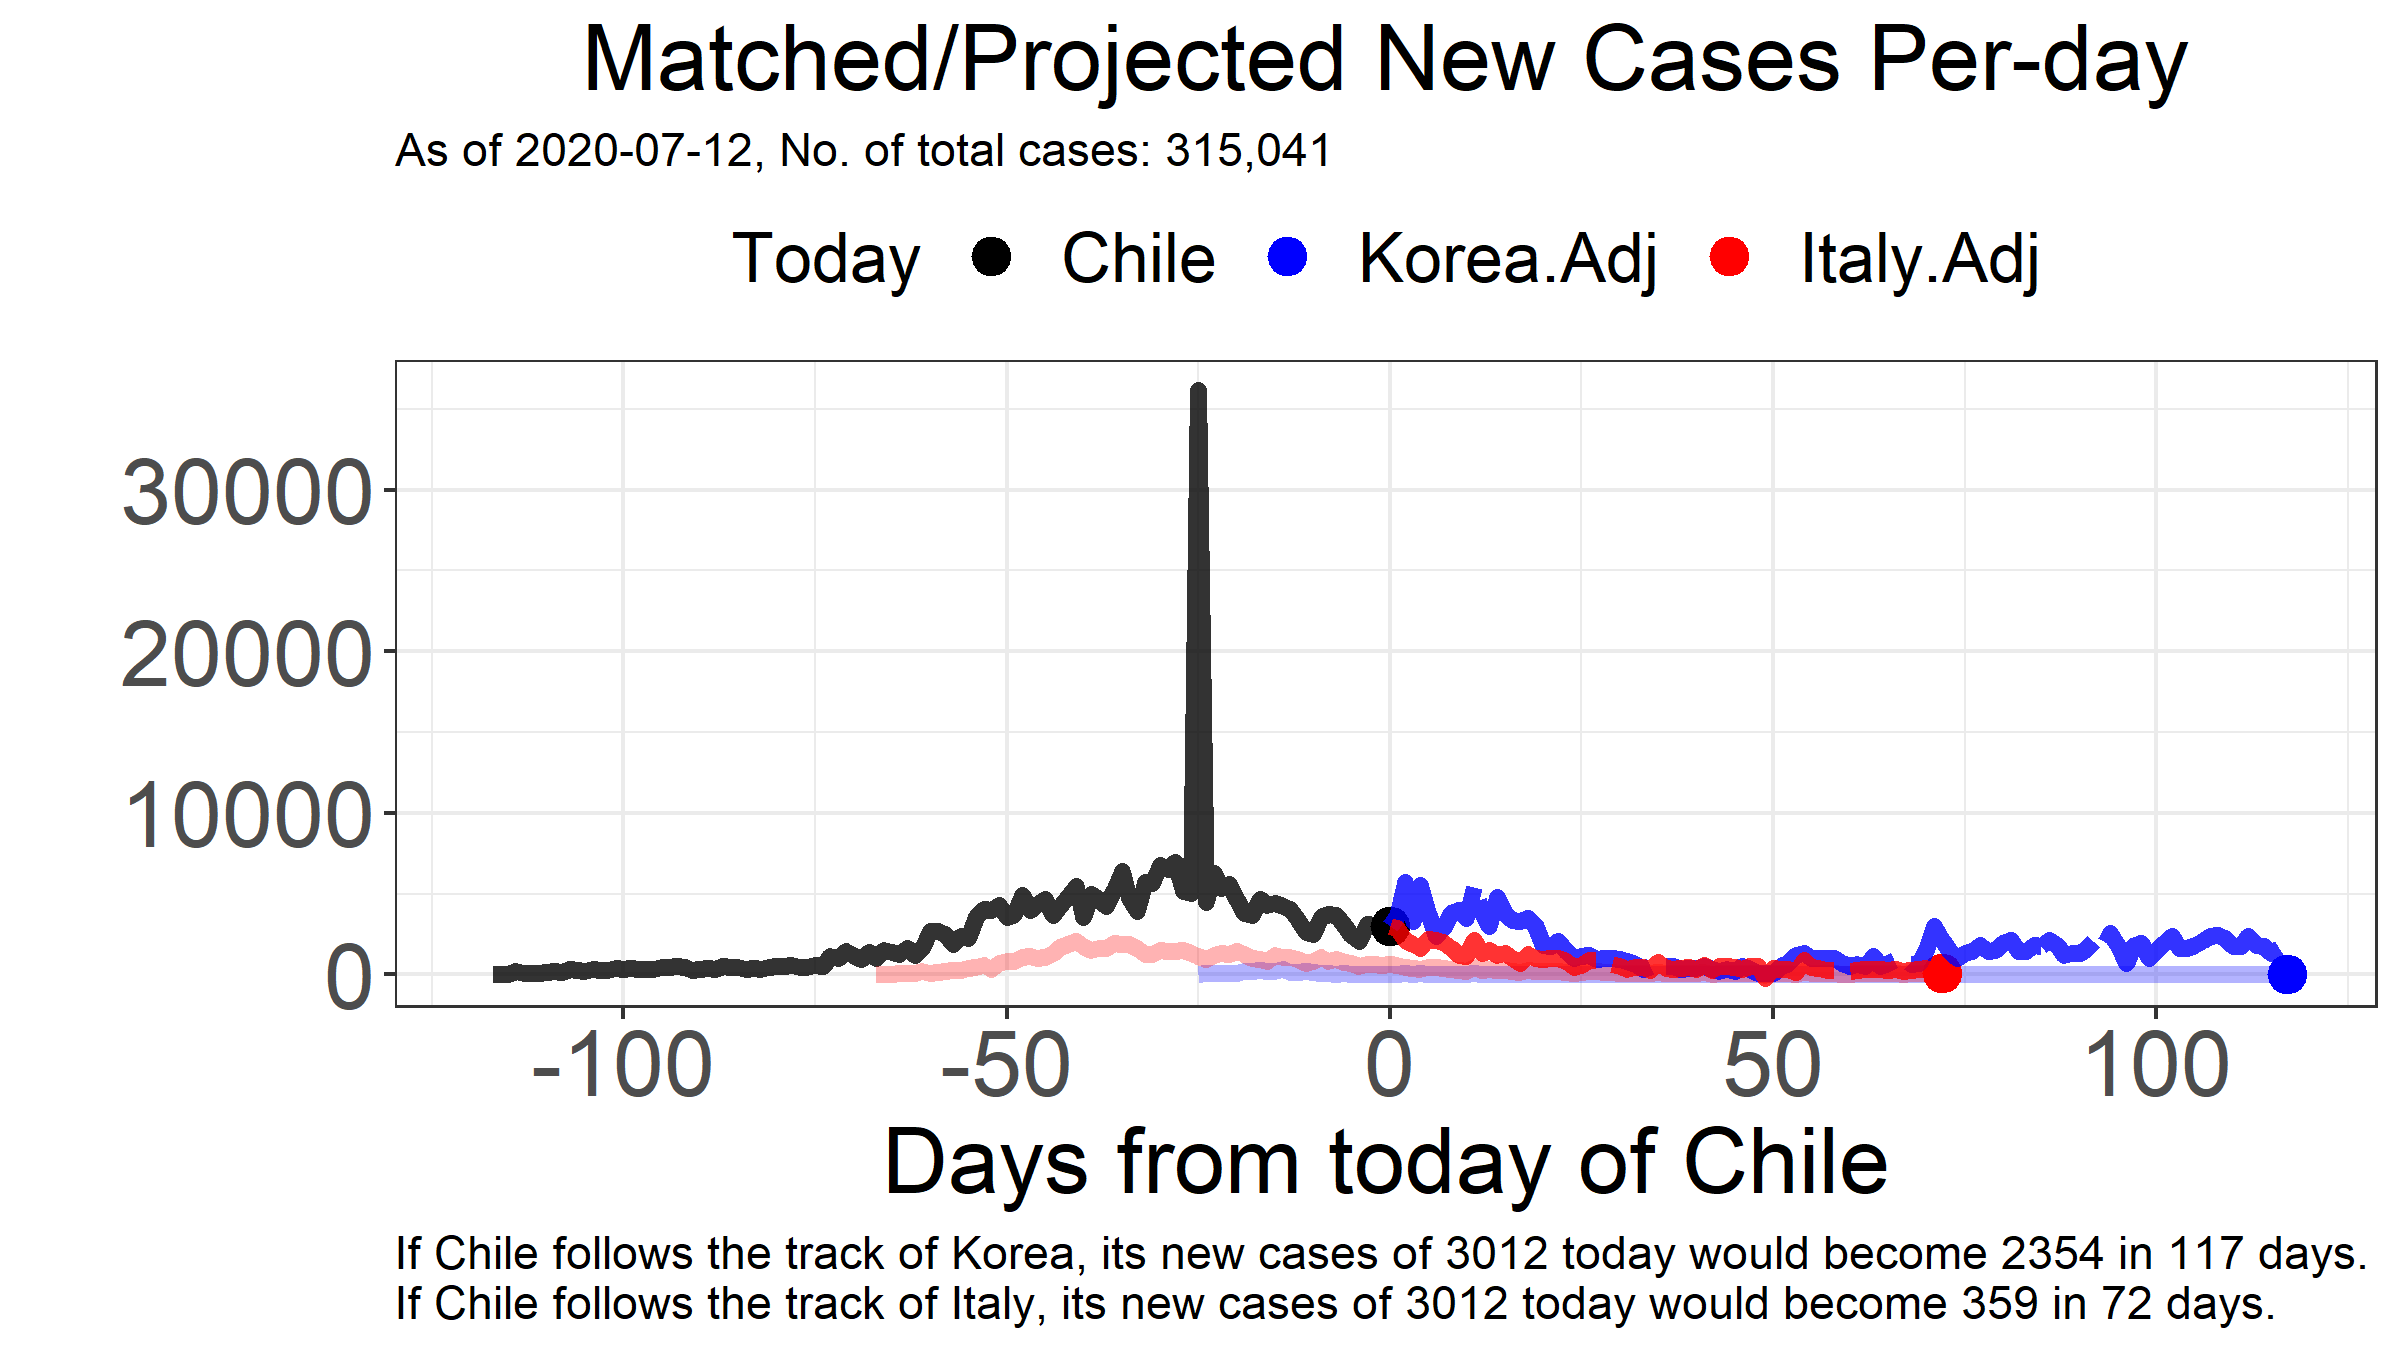 Matched/Projected New Cases Per-day
As of 2020-07-12, No. of total cases: 315,041
Today Chile Korea.Adj Italy.Adj
30000
20000
10000
0
-100 -50 0 50 100
Days from today of Chile
If Chile follows the track of Korea, its new cases of 3012 today would become 2354 in 117 days.
If Chile follows the track of Italy, its new cases of 3012 today would become 359 in 72 days.